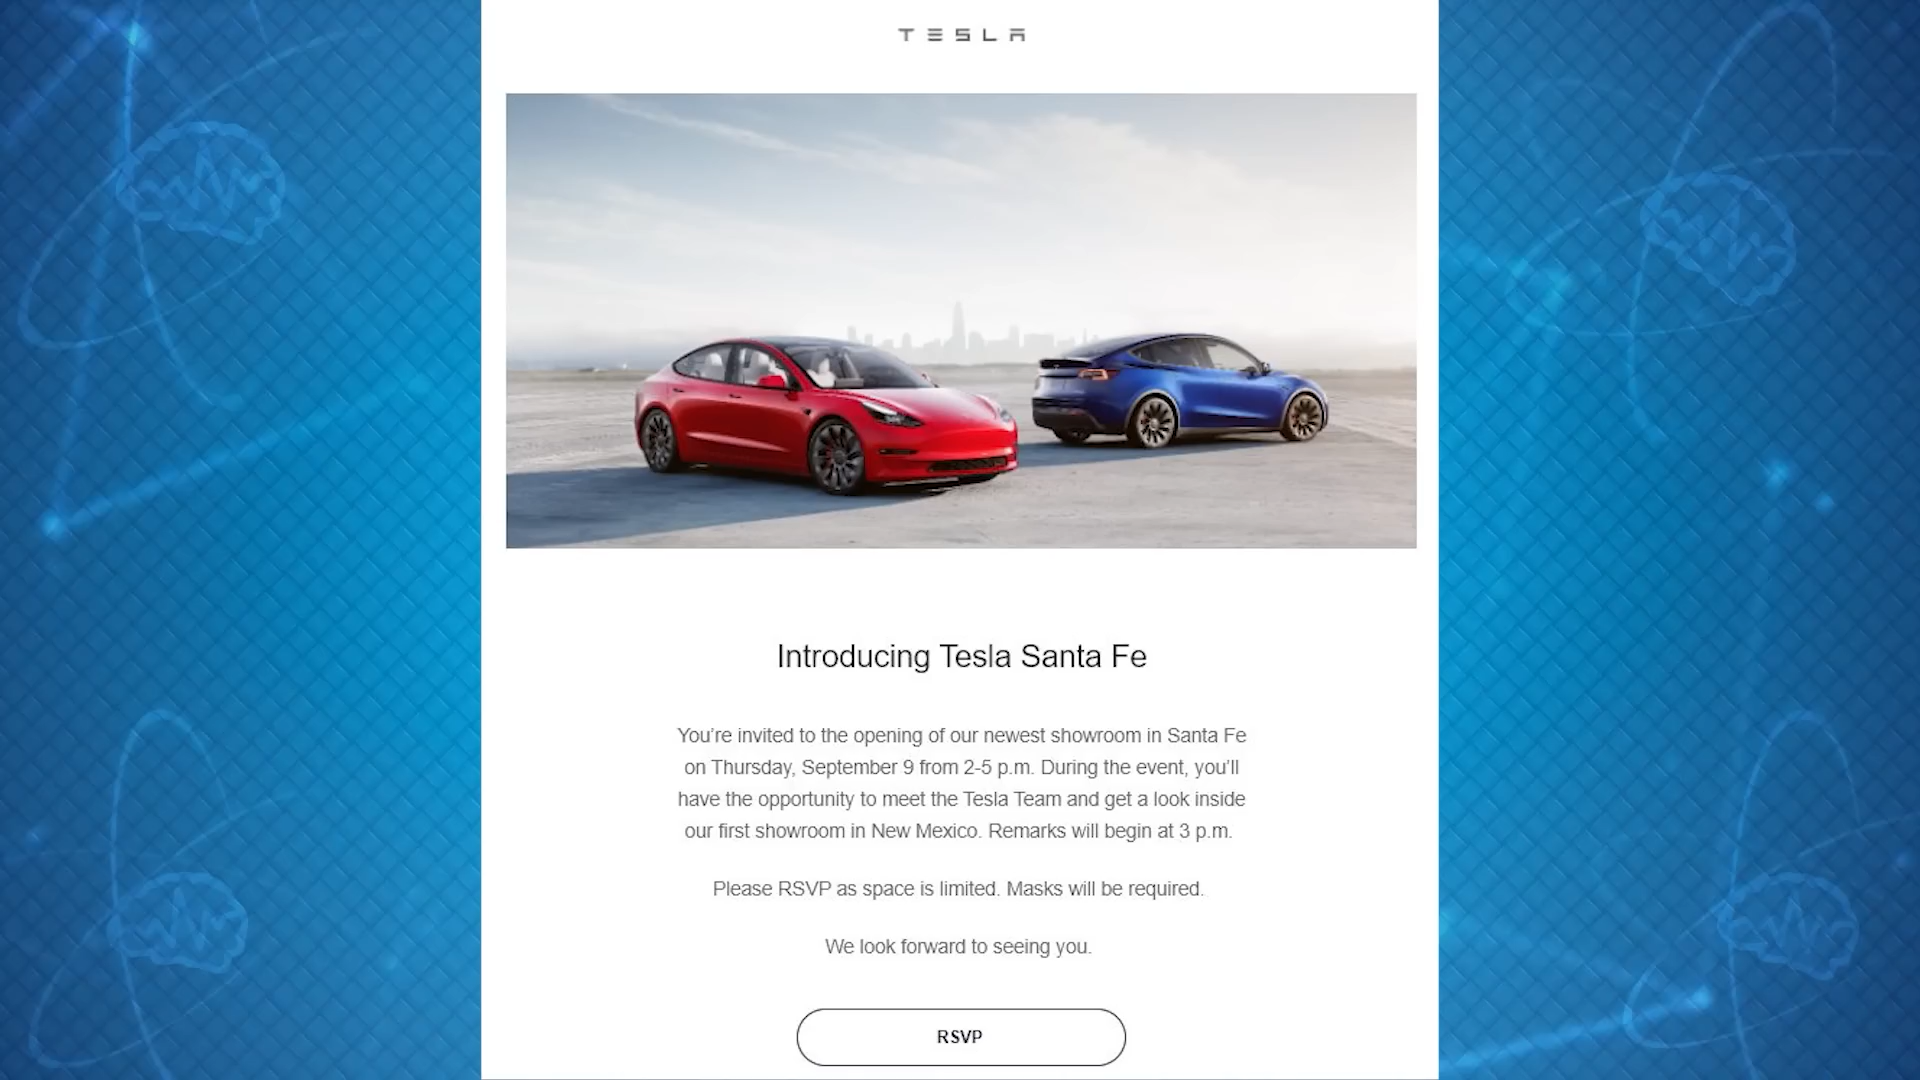 TESLA
Introducing Tesla Santa Fe
You're invited to the opening of our newest showroom in Santa Fe
on Thursday, September 9 from 2-5 p.m. During the event, you'll
have the opportunity to meet the Tesla Team and get a look inside
our first showroom in New Mexico. Remarks will begin at 3 p.m.
Please RSVP as space is limited. Masks will be required.
We look forward to seeing you.
RSVP